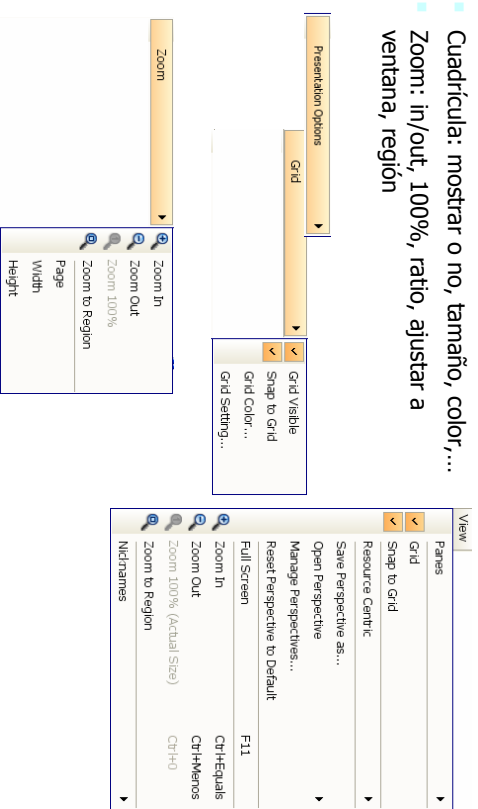 Cuadrícula: mostrar o no, tamaño, color,...
Zoom: in/out, 100%, ratio, ajustar a
ventana, región
Presentation Options
Grid
Grid Visible
Snap to Grid
Grid Color...
Grid Setting...
Zoom
Zoom In
Zoom Out
Zoom 100%
Zoom to Region
Page
Width
Height
View
Panes
Grid
Snap to Grid
Resource Centric
Save Perspective as...
Open Perspective
Manage Perspectives...
Reset Perspective to Default
Full Screen F11
Zoom In Ctrl+Equals
Zoom Out Ctrl+Menos
Zoom 100% (Actual Size) Ctrl+0
Zoom to Region
Nicknames